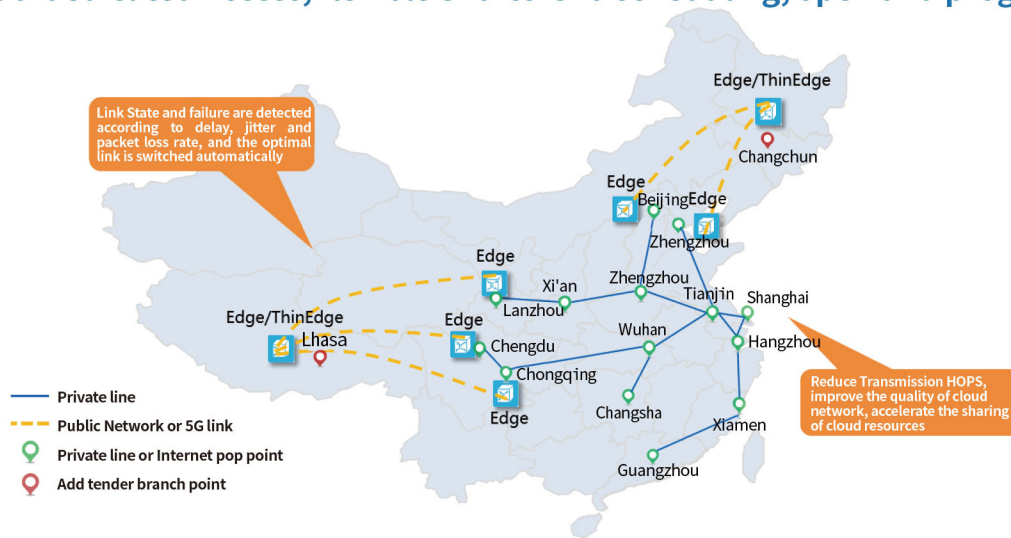 Edge/ThinEdge
Link State and failure are detected
according to delay, jitter and
packet loss rate, and the optimal
link is switched automatically
Changchun
Edge
Beijing
Edge
Zhengzhou
Edge
Lanzhou
Xi'an
Zhengzhou
Tianjin
Shanghai
Edge/ThinEdge
Lhasa
Edge
Chengdu
Wuhan
Hangzhou
Chongqing
Edge
Changsha
Xiamen
Guangzhou
Reduce Transmission HOPS,
improve the quality of cloud
network, accelerate the sharing
of cloud resources
Private line
Public Network or 5G link
Private line or Internet pop point
Add tender branch point